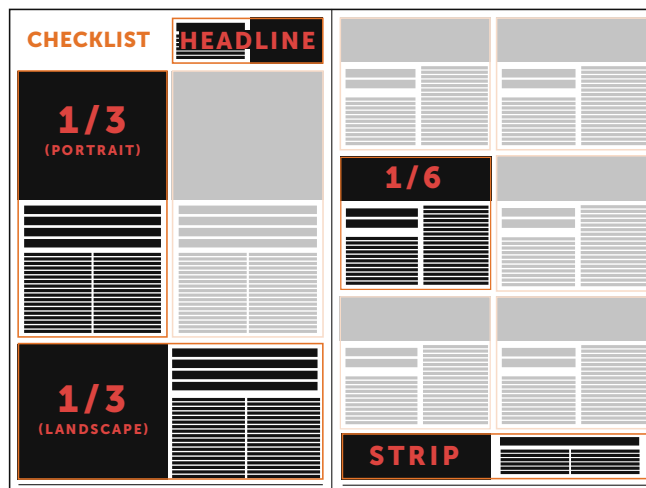 CHECKLIST
HEADLINE
1/3
(PORTRAIT)
1/3
(LANDSCAPE)
1/6
STRIP